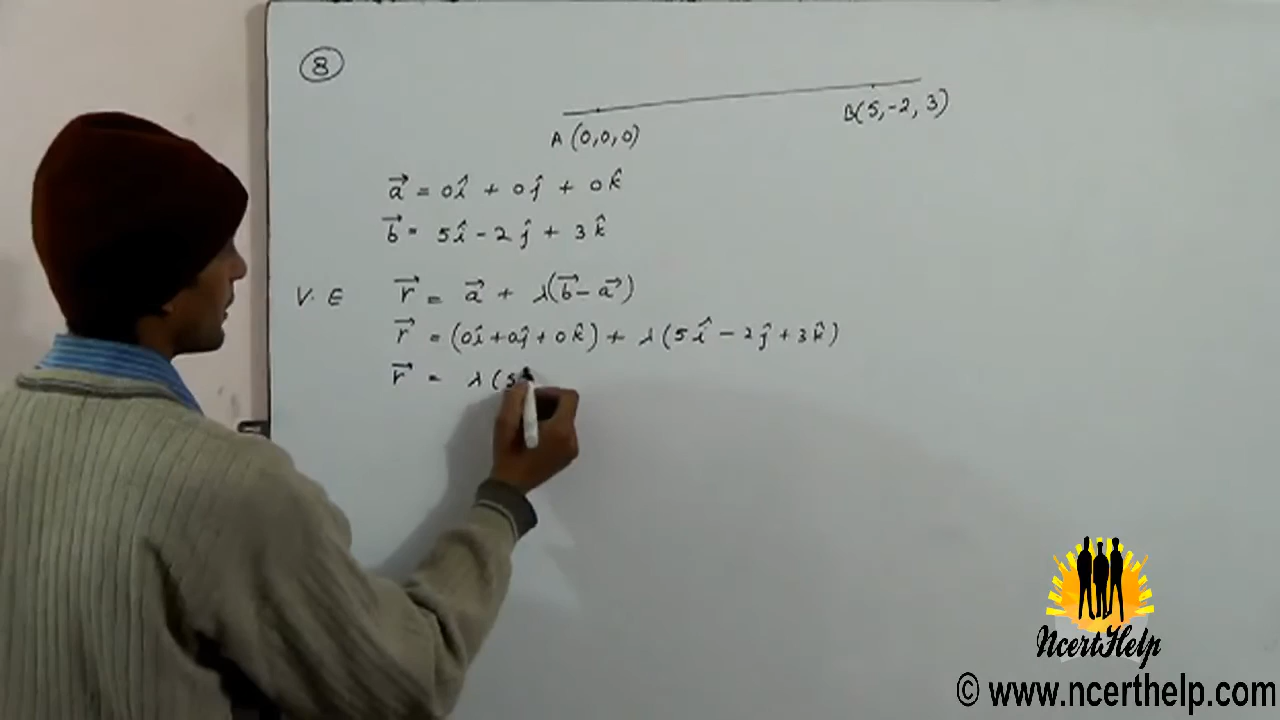 8
A (0,0,0)
B(5,-2,3)
a⃗ = 0î + 0ĵ + 0k̂
b⃗ = 5î - 2ĵ + 3k̂
V. E r⃗ = a⃗ + λ(b⃗ - a⃗)
r⃗ = (0î + 0ĵ + 0k̂) + λ(5î - 2ĵ + 3k̂)
r⃗ = λ(5
NcertHelp
© www.ncerthelp.com